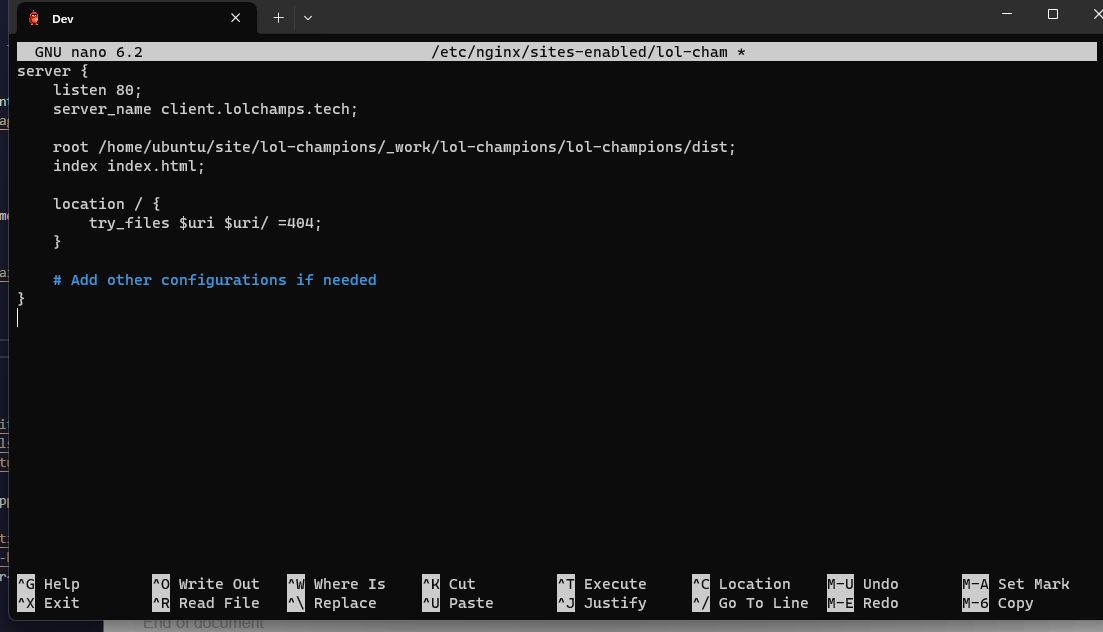 Dev
GNU nano 6.2 /etc/nginx/sites-enabled/lol-cham *
server {
    listen 80;
    server_name client.lolchamps.tech;

    root /home/ubuntu/site/lol-champions/_work/lol-champions/lol-champions/dist;
    index index.html;

    location / {
        try_files $uri $uri/ =404;
    }

    # Add other configurations if needed
}
^G Help ^O Write Out ^W Where Is ^K Cut ^T Execute ^C Location M-U Undo M-A Set Mark
^X Exit ^R Read File ^\ Replace ^U Paste ^J Justify ^/ Go To Line M-E Redo M-6 Copy
End of document